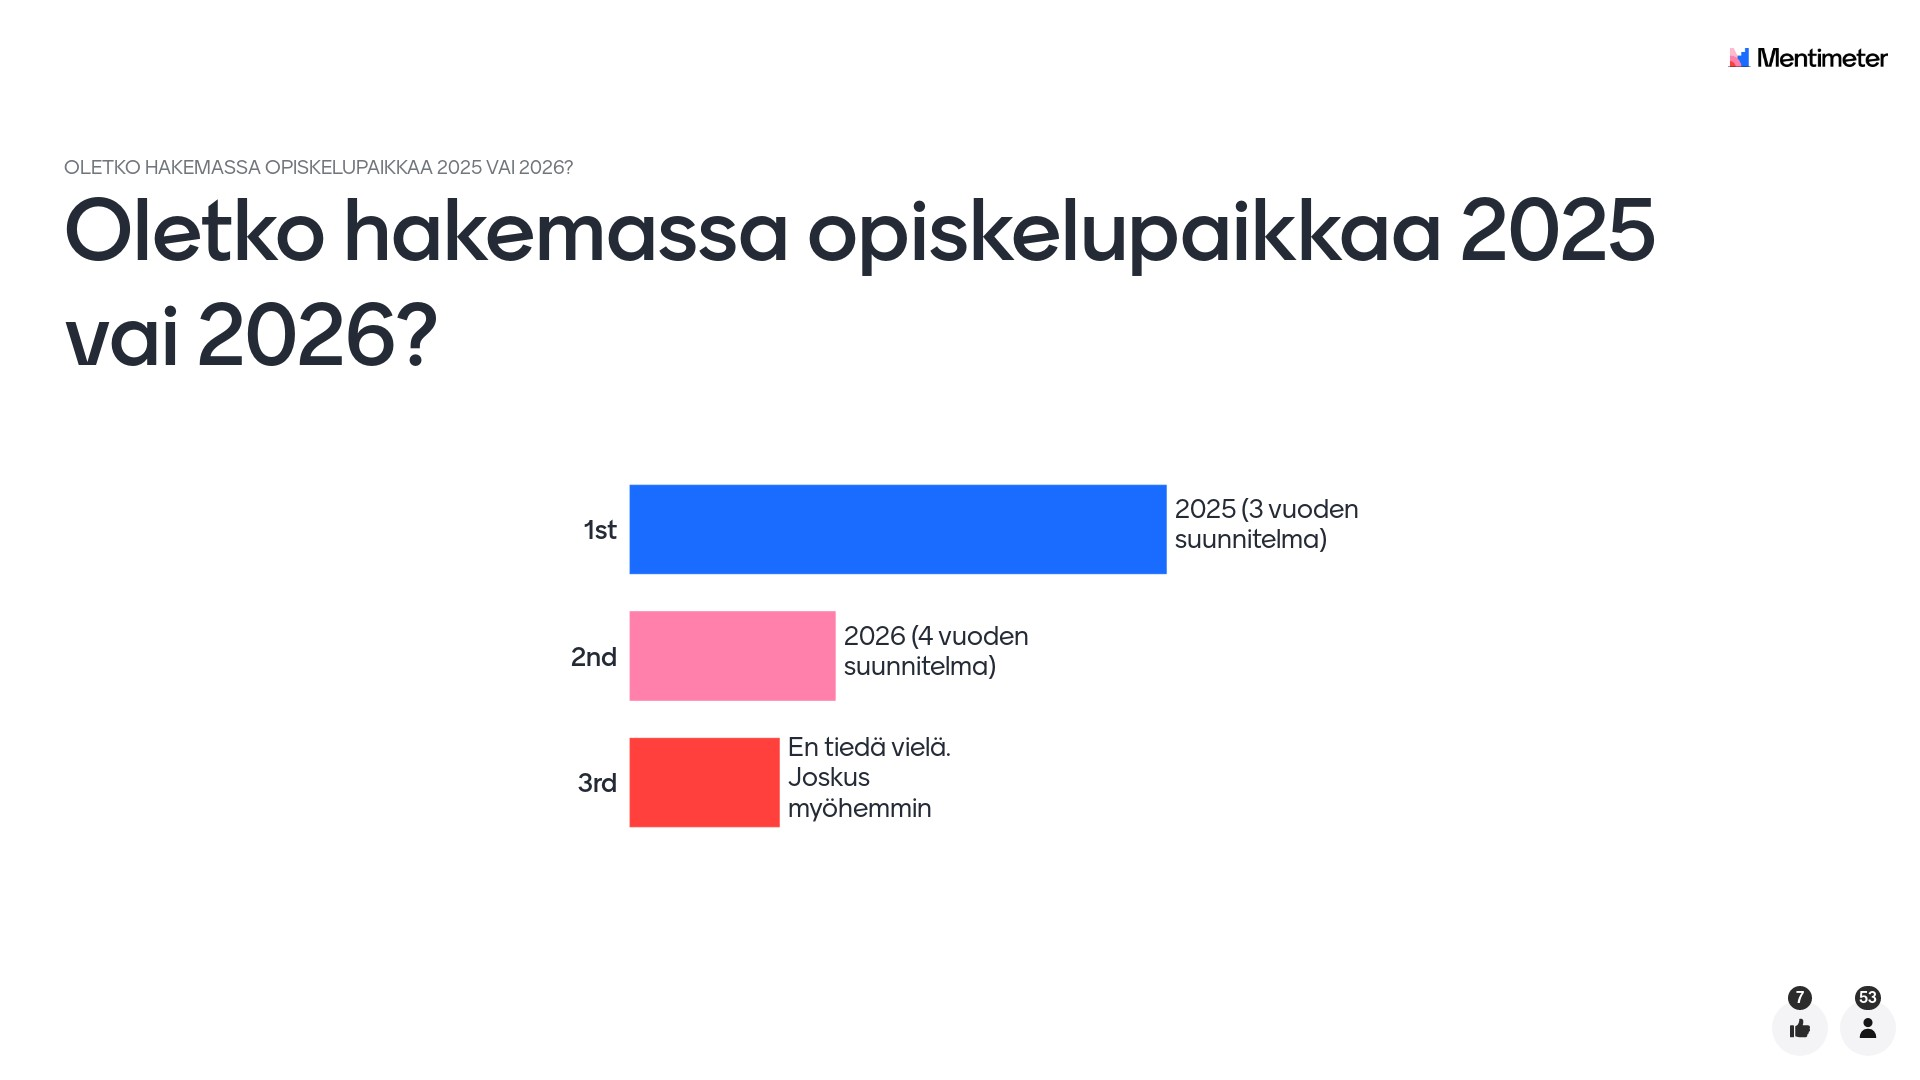 Mentimeter
OLETKO HAKEMASSA OPISKELUPAIKKAA 2025 VAI 2026?
Oletko hakemassa opiskelupaikkaa 2025
vai 2026?
1st
2025 (3 vuoden
suunnitelma)
2nd
2026 (4 vuoden
suunnitelma)
3rd
En tiedä vielä.
Joskus
myöhemmin
7
53